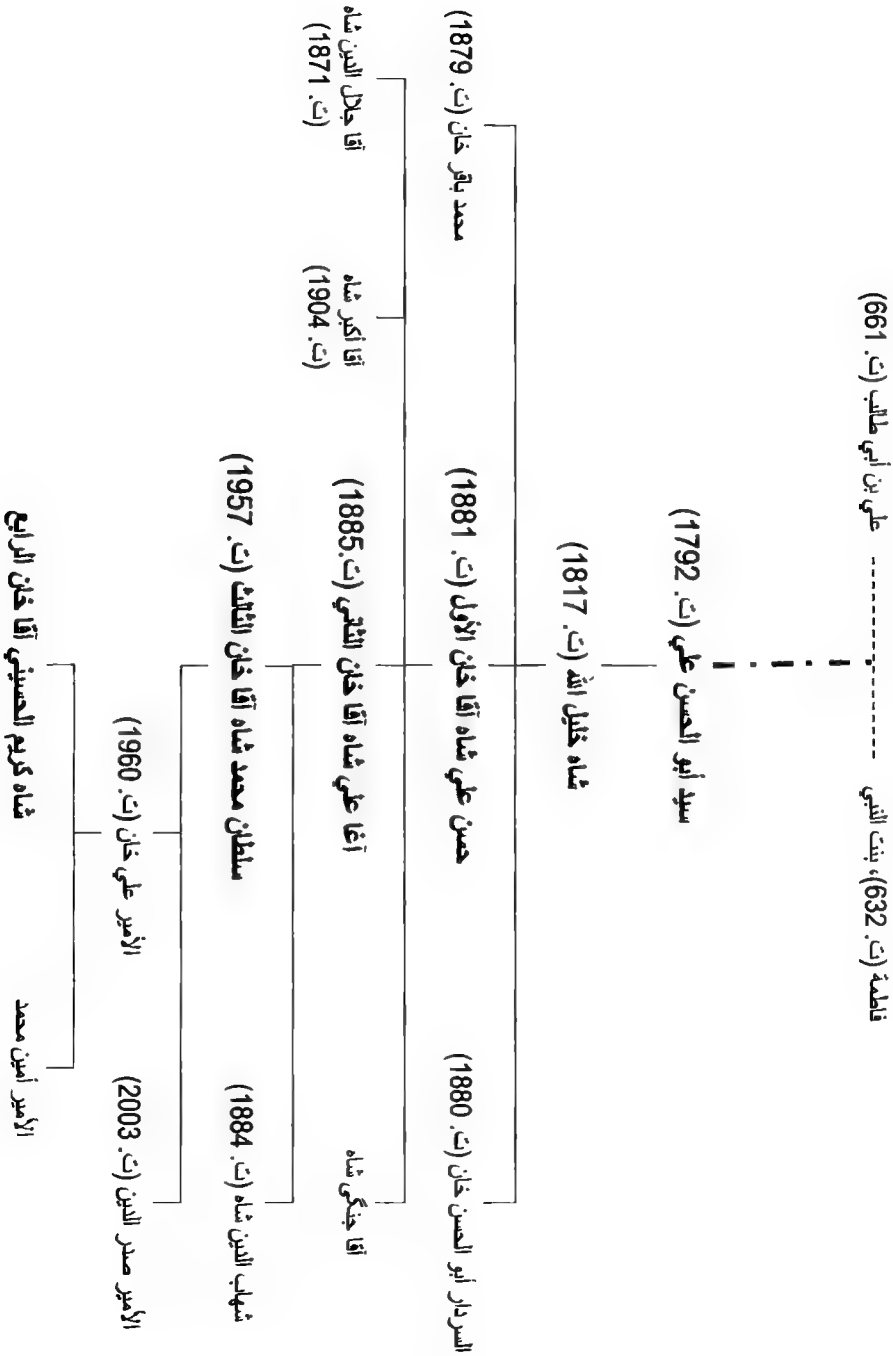 علي بن أبي طالب (ت. 661)
فاطمة (ت. 632)، بنت النبي
سيد أبو الحسن علي (ت. 1792)
شاه خليل الله (ت. 1817)
محمد باقر خان (ت. 1879)
حسن علي شاه آقا خان الأول (ت. 1881)
السردار أبو الحسن خان (ت. 1880)
آقا جلال الدين شاه
(ت. 1871)
آقا أكبر شاه
(ت. 1904)
آغا علي شاه آقا خان الثاني (ت.1885)
آقا جنگي شاه
سلطان محمد شاه آقا خان الثالث (ت. 1957)
شهاب الدين شاه (ت. 1884)
الأمير علي خان (ت. 1960)
الأمير صدر الدين (ت. 2003)
شاه كريم الحسيني آقا خان الرابع
الأمير أمين محمد